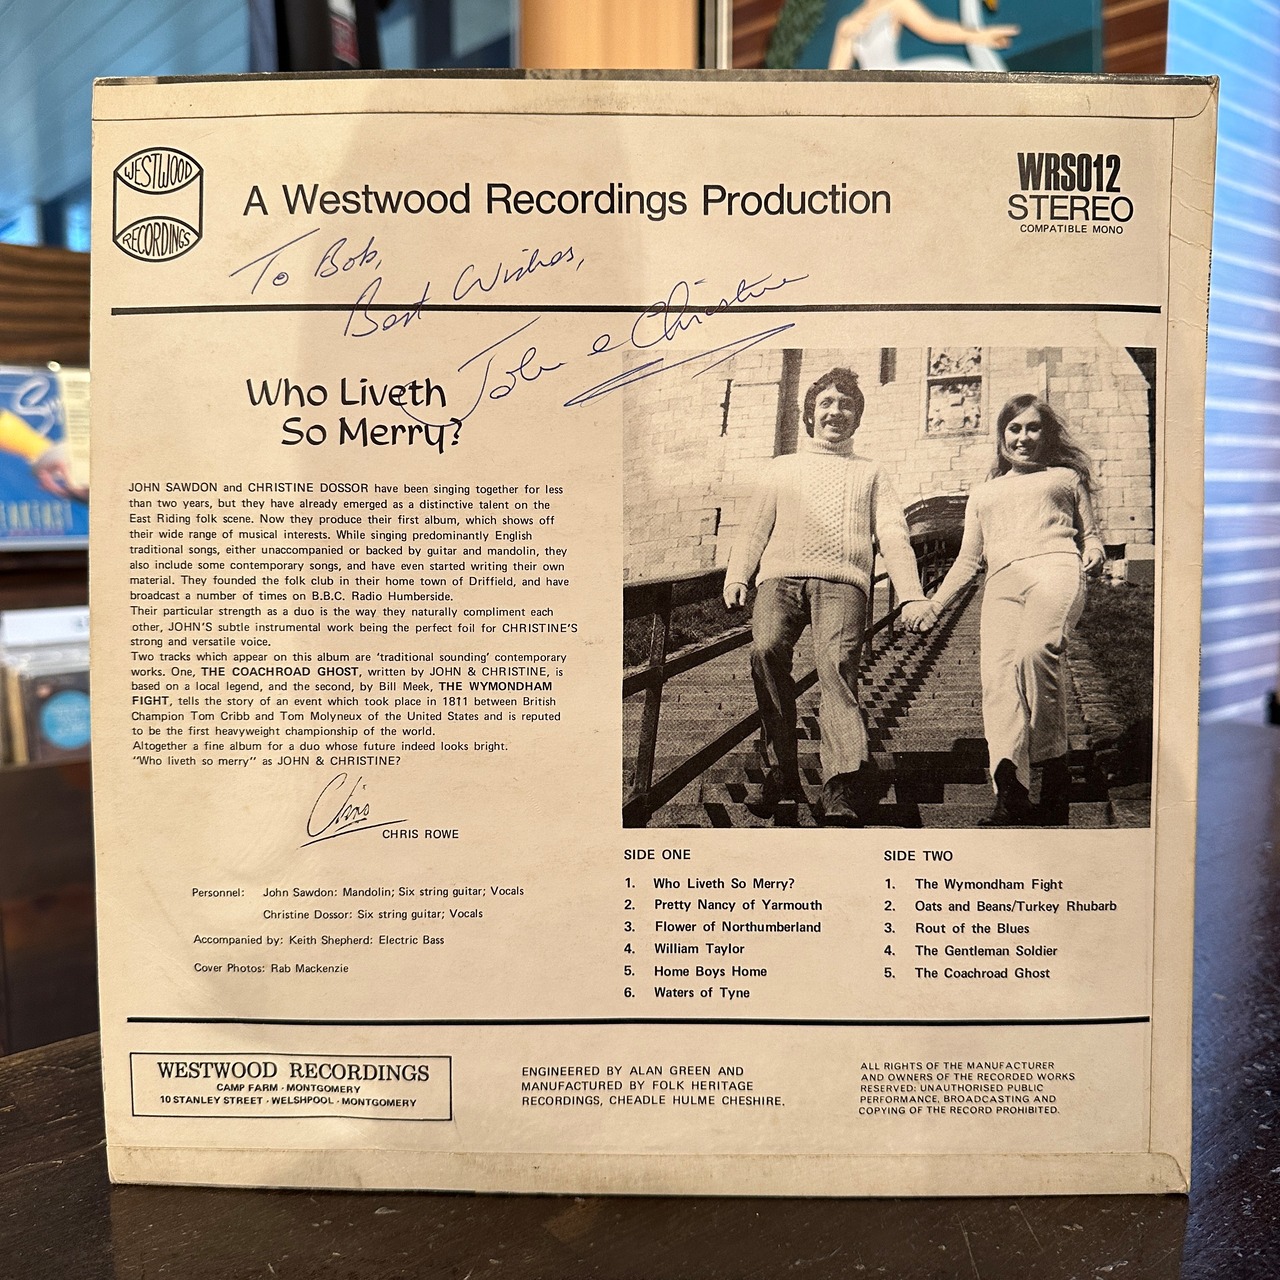 WESTWOOD
RECORDINGS
A Westwood Recordings Production
WRS012
STEREO
COMPATIBLE MONO
To Bob,
Best Wishes,
John & Christine
Who Liveth
So Merry?
JOHN SAWDON and CHRISTINE DOSSOR have been singing together for less
than two years, but they have already emerged as a distinctive talent on the
East Riding folk scene. Now they produce their first album, which shows off
their wide range of musical interests. While singing predominantly English
traditional songs, either unaccompanied or backed by guitar and mandolin, they
also include some contemporary songs, and have even started writing their own
material. They founded the folk club in their home town of Driffield, and have
broadcast a number of times on B.B.C. Radio Humberside.
Their particular strength as a duo is the way they naturally compliment each
other, JOHN'S subtle instrumental work being the perfect foil for CHRISTINE'S
strong and versatile voice.
Two tracks which appear on this album are 'traditional sounding' contemporary
works. One, THE COACHROAD GHOST, written by JOHN & CHRISTINE, is
based on a local legend, and the second, by Bill Meek, THE WYMONDHAM
FIGHT, tells the story of an event which took place in 1811 between British
Champion Tom Cribb and Tom Molyneux of the United States and is reputed
to be the first heavyweight championship of the world.
Altogether a fine album for a duo whose future indeed looks bright.
"Who liveth so merry" as JOHN & CHRISTINE?
Chris
CHRIS ROWE
Personnel: John Sawdon: Mandolin; Six string guitar; Vocals
Christine Dossor: Six string guitar; Vocals
Accompanied by: Keith Shepherd: Electric Bass
Cover Photos: Rab Mackenzie
SIDE ONE
1. Who Liveth So Merry?
2. Pretty Nancy of Yarmouth
3. Flower of Northumberland
4. William Taylor
5. Home Boys Home
6. Waters of Tyne
SIDE TWO
1. The Wymondham Fight
2. Oats and Beans/Turkey Rhubarb
3. Rout of the Blues
4. The Gentleman Soldier
5. The Coachroad Ghost
WESTWOOD RECORDINGS
CAMP FARM · MONTGOMERY
10 STANLEY STREET · WELSHPOOL · MONTGOMERY
ENGINEERED BY ALAN GREEN AND
MANUFACTURED BY FOLK HERITAGE
RECORDINGS, CHEADLE HULME CHESHIRE.
ALL RIGHTS OF THE MANUFACTURER
AND OWNERS OF THE RECORDED WORKS
RESERVED: UNAUTHORISED PUBLIC
PERFORMANCE, BROADCASTING AND
COPYING OF THE RECORD PROHIBITED.